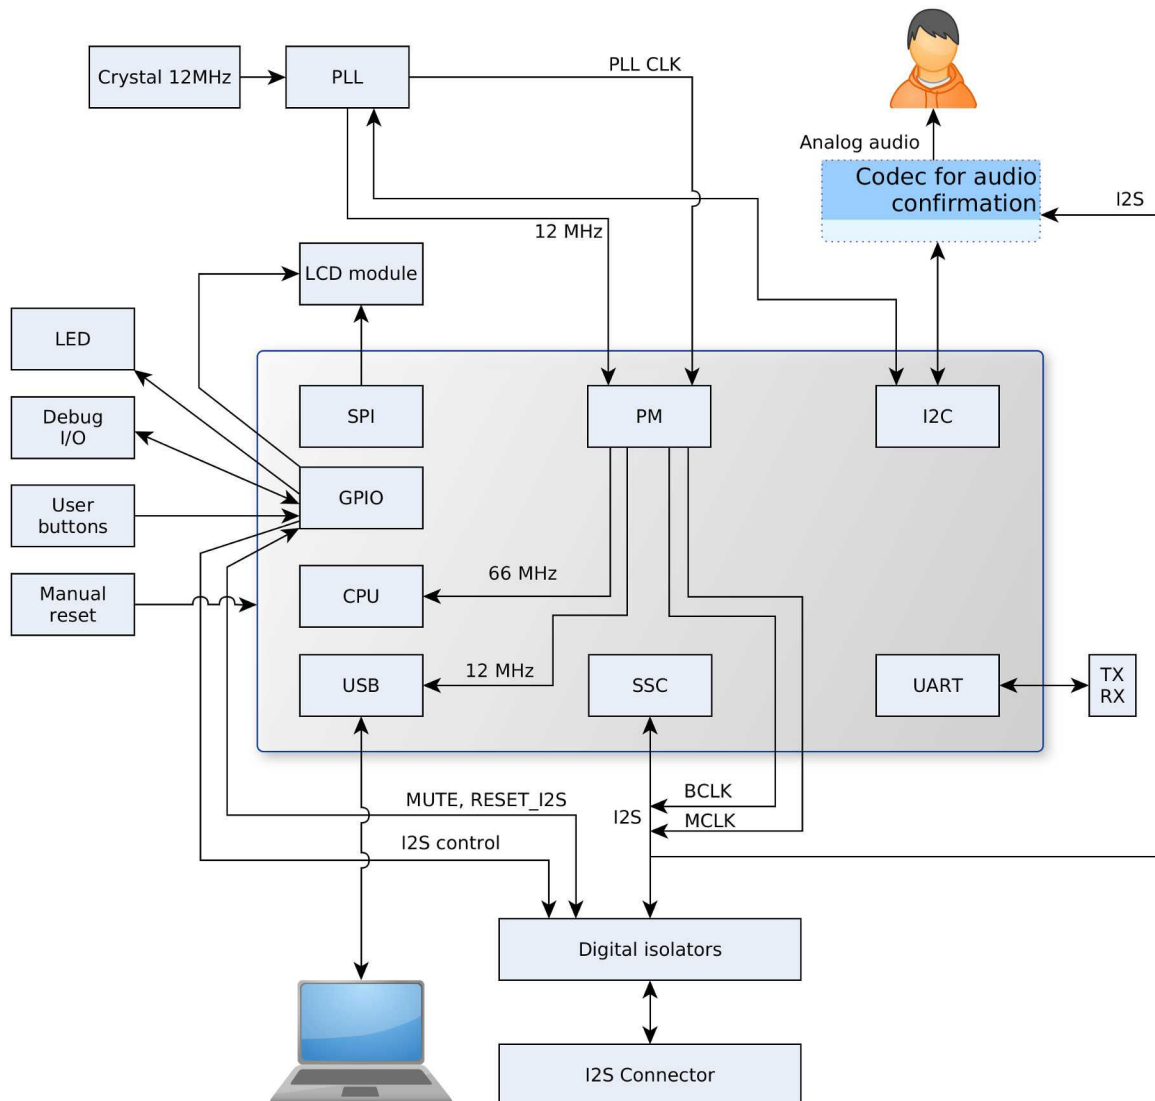 Crystal 12MHz
PLL
PLL CLK
Analog audio
Codec for audio
confirmation
I2S
12 MHz
LCD module
LED
Debug
I/O
User
buttons
Manual
reset
SPI
PM
I2C
GPIO
CPU
66 MHz
USB
12 MHz
SSC
UART
TX
RX
MUTE, RESET_I2S
I2S control
I2S
BCLK
MCLK
Digital isolators
I2S Connector